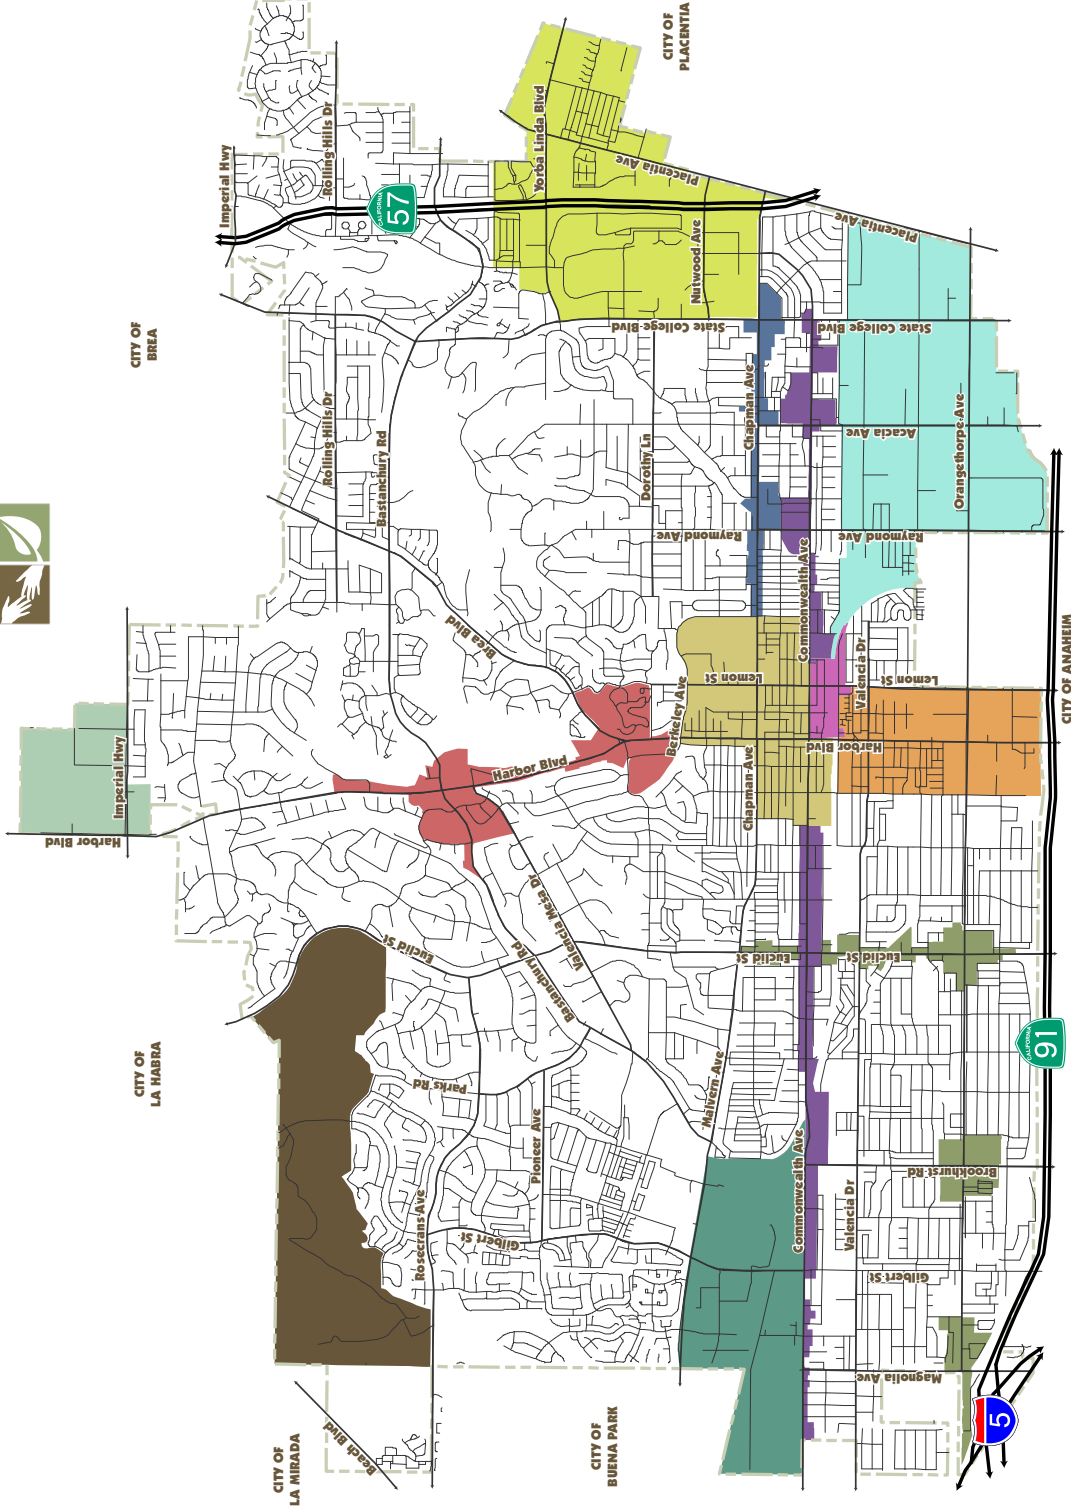 CITY OF
PLACENTIA
Imperial Hwy
Rolling Hills Dr
Yorba Linda Blvd
Placentia Ave
CALIFORNIA
57
Nutwood Ave
Placentia Ave
CITY OF
BREA
State College Blvd
State College Blvd
Rolling Hills Dr
Bastanchury Rd
Dorothy Ln
Chapman Ave
Acacia Ave
Orangethorpe Ave
Raymond Ave
Raymond Ave
Brea Blvd
Commonwealth Ave
Valencia Dr
Lemon St
Lemon St
Berkeley Ave
CITY OF ANAHEIM
Imperial Hwy
Harbor Blvd
Harbor Blvd
Harbor Blvd
Chapman Ave
Euclid St
Valencia Mesa Dr
Bastanchury Rd
Euclid St
Euclid St
CITY OF
LA HABRA
Parks Rd
Malvern Ave
CALIFORNIA
91
Pioneer Ave
Rosecrans Ave
Commonwealth Ave
Valencia Dr
Brookhurst Rd
Gilbert St
Gilbert St
Magnolia Ave
Beach Blvd
CITY OF
LA MIRADA
CITY OF
BUENA PARK
5